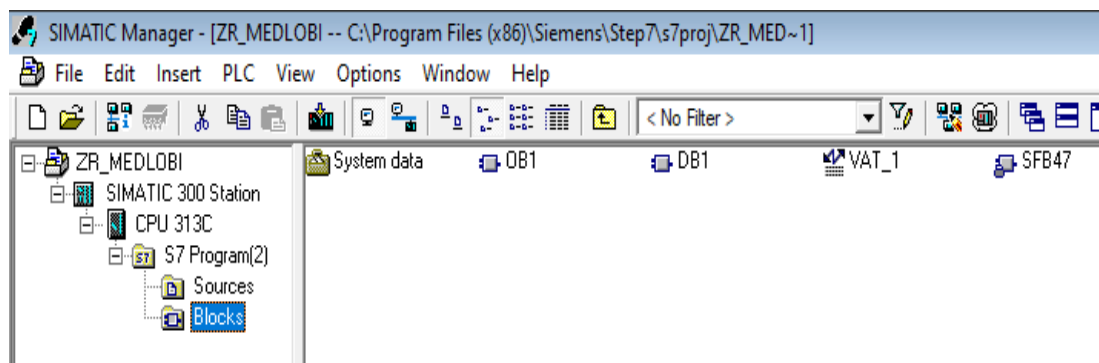 SIMATIC Manager - [ZR_MEDLOBI -- C:\Program Files (x86)\Siemens\Step7\s7proj\ZR_MED~1]
File Edit Insert PLC View Options Window Help
< No Filter >
ZR_MEDLOBI
SIMATIC 300 Station
CPU 313C
S7 Program(2)
Sources
Blocks
System data OB1 DB1 VAT_1 SFB47